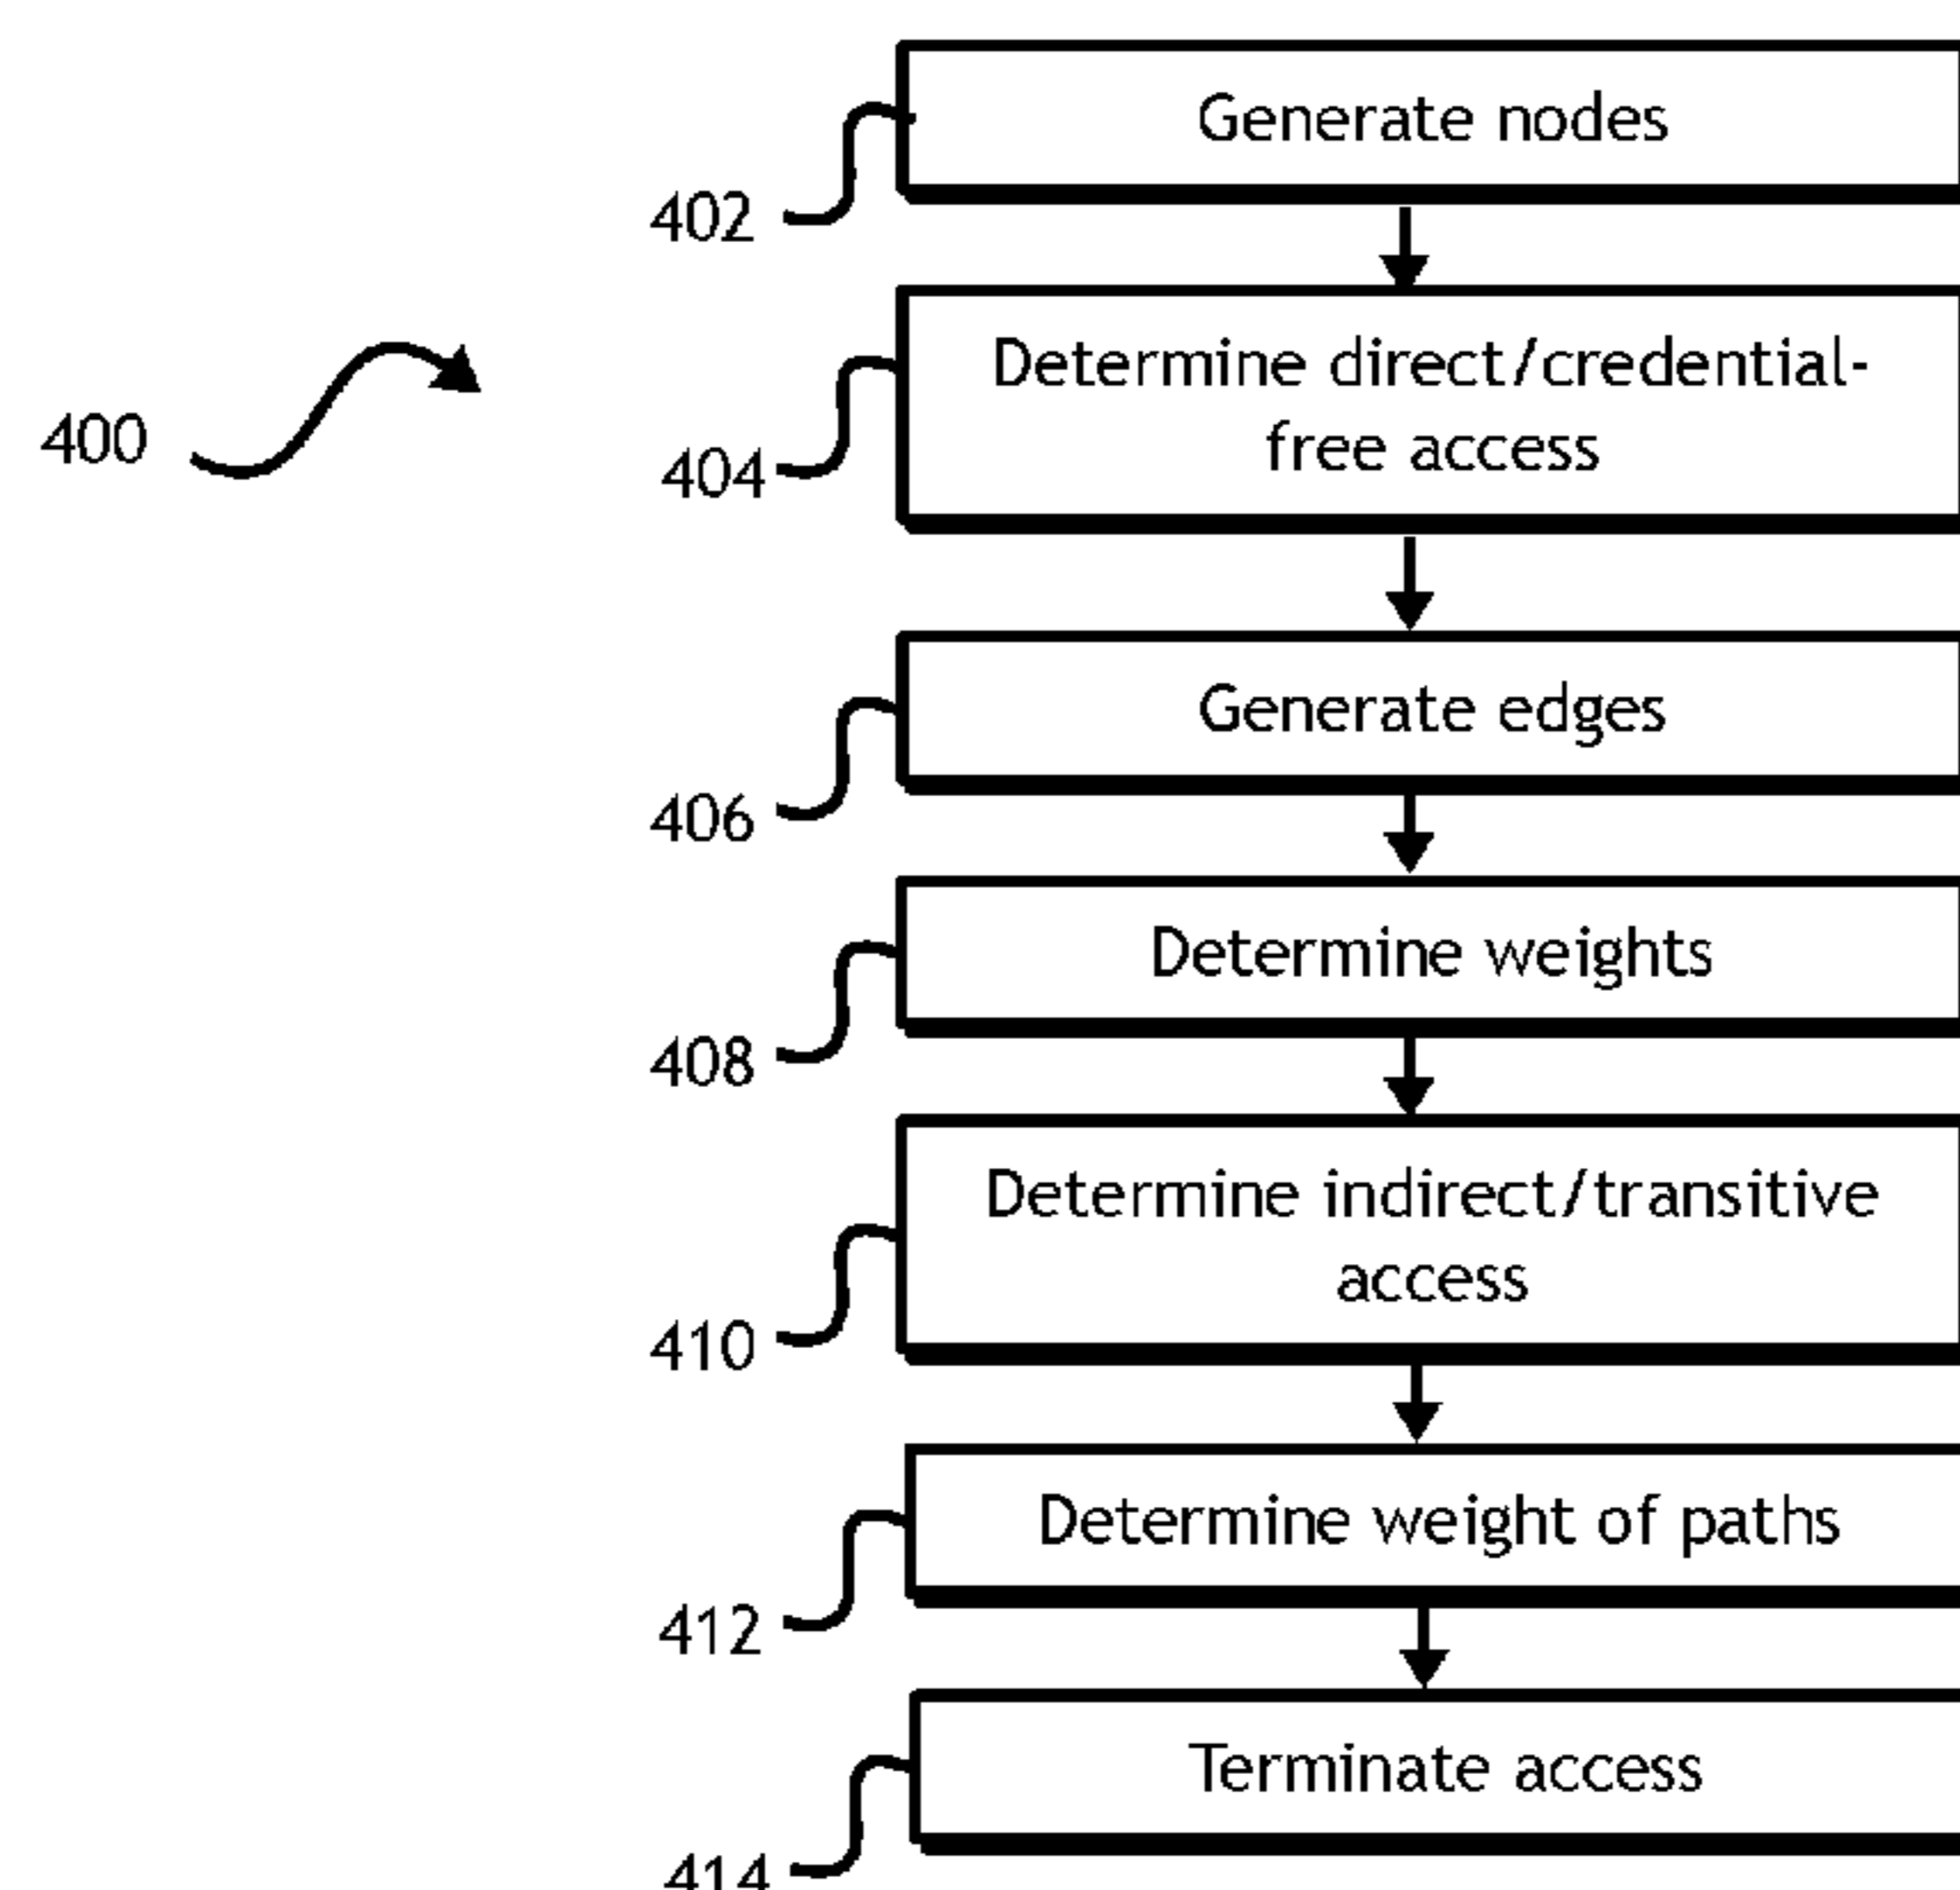 Generate nodes
402
Determine direct/credential-
free access
400
404
Generate edges
406
Determine weights
408
Determine indirect/transitive
access
410
Determine weight of paths
412
Terminate access
414